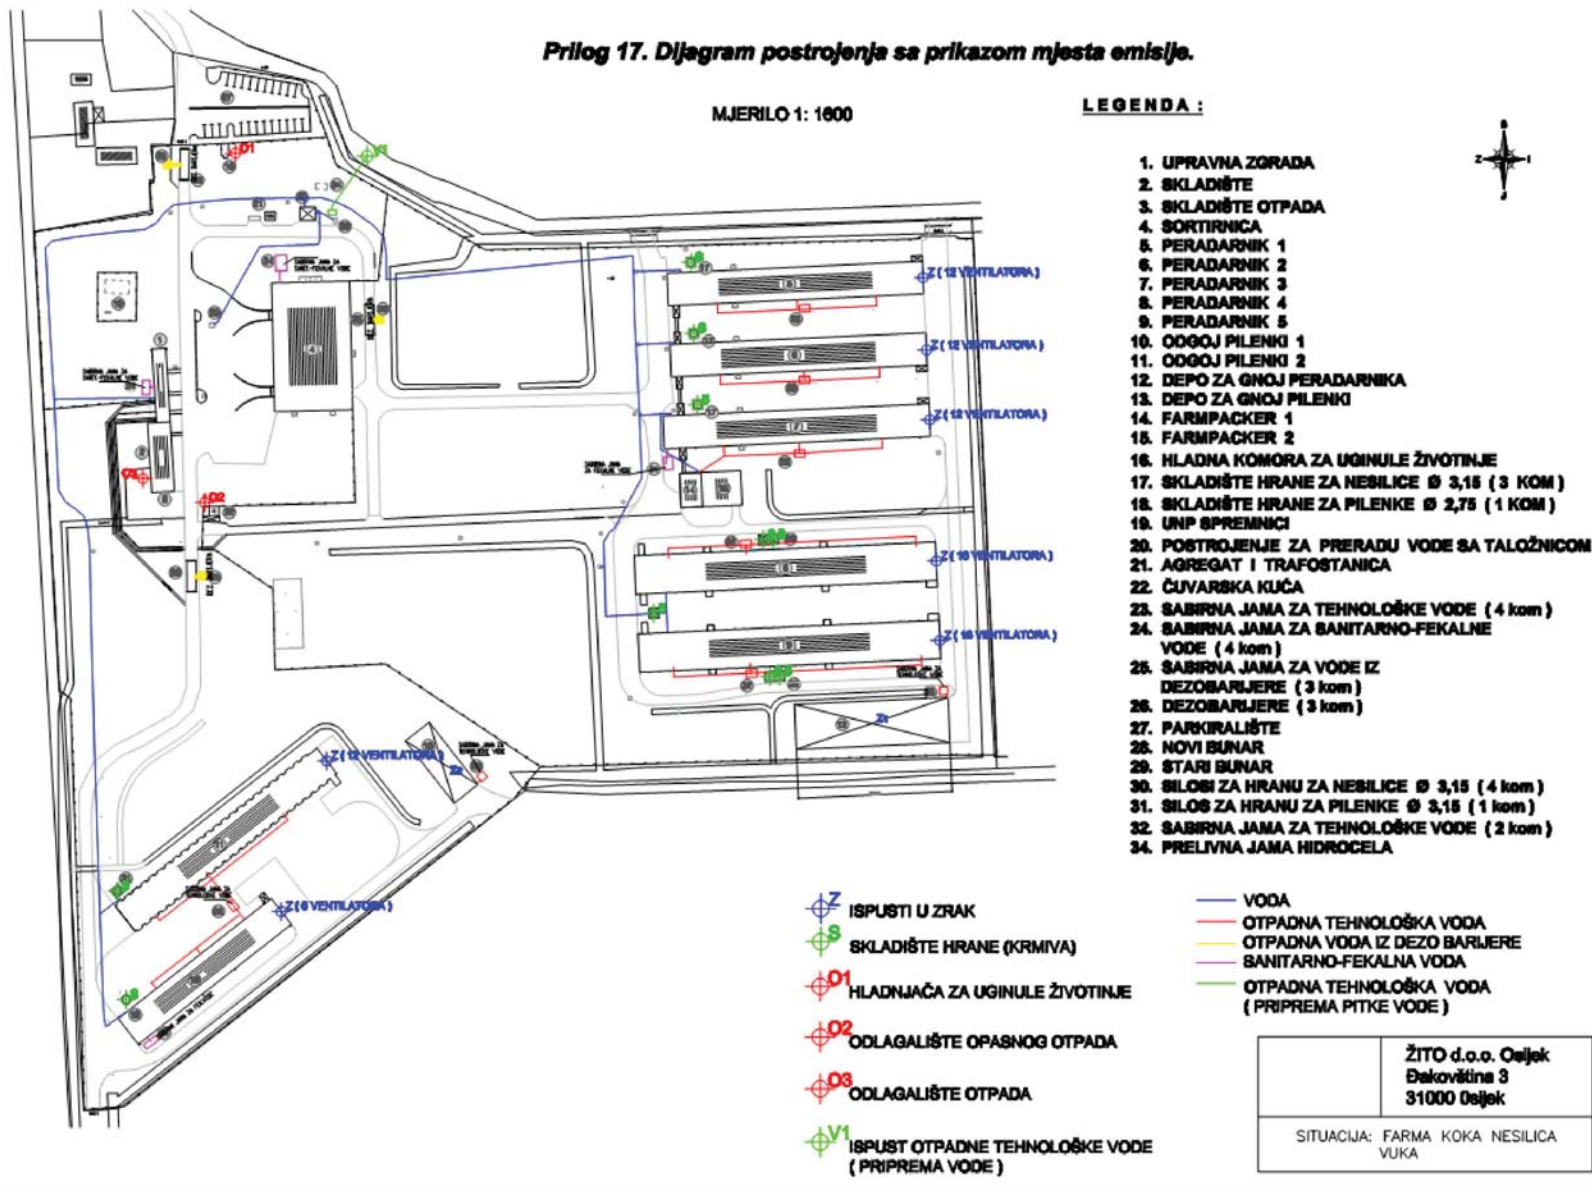 Prilog 17. Dijagram postrojenja sa prikazom mjesta emisije.
MJERILO 1: 1600
LEGENDA :
1. UPRAVNA ZGRADA
2. SKLADIŠTE
3. SKLADIŠTE OTPADA
4. SORTIRNICA
5. PERADARNIK 1
6. PERADARNIK 2
7. PERADARNIK 3
8. PERADARNIK 4
9. PERADARNIK 5
10. ODGOJ PILENKI 1
11. ODGOJ PILENKI 2
12. DEPO ZA GNOJ PERADARNIKA
13. DEPO ZA GNOJ PILENKI
14. FARMPACKER 1
15. FARMPACKER 2
16. HLADNA KOMORA ZA UGINULE ŽIVOTINJE
17. SKLADIŠTE HRANE ZA NESILICE Ø 3,15 ( 3 KOM )
18. SKLADIŠTE HRANE ZA PILENKE Ø 2,75 ( 1 KOM )
19. UNP SPREMNICI
20. POSTROJENJE ZA PRERADU VODE SA TALOŽNICOM
21. AGREGAT I TRAFOSTANICA
22. ČUVARSKA KUĆA
23. SABIRNA JAMA ZA TEHNOLOŠKE VODE ( 4 kom )
24. SABIRNA JAMA ZA SANITARNO-FEKALNE
VODE ( 4 kom )
25. SABIRNA JAMA ZA VODE IZ
DEZOBARIJERE ( 3 kom )
26. DEZOBARIJERE ( 3 kom )
27. PARKIRALIŠTE
28. NOVI BUNAR
29. STARI BUNAR
30. SILOSI ZA HRANU ZA NESILICE Ø 3,15 ( 4 kom )
31. SILOS ZA HRANU ZA PILENKE Ø 3,15 ( 1 kom )
32. SABIRNA JAMA ZA TEHNOLOŠKE VODE ( 2 kom )
34. PRELIVNA JAMA HIDROCELA
Z I
J
O1
V1
Z ( 12 VENTILATORA )
Z ( 12 VENTILATORA )
Z ( 12 VENTILATORA )
O3
O2
Z ( 16 VENTILATORA )
Z ( 16 VENTILATORA )
Z1
Z ( 12 VENTILATORA )
Z2
Z ( 6 VENTILATORA )
Z ISPUSTI U ZRAK
S SKLADIŠTE HRANE (KRMIVA)
O1 HLADNJAČA ZA UGINULE ŽIVOTINJE
O2 ODLAGALIŠTE OPASNOG OTPADA
O3 ODLAGALIŠTE OTPADA
V1 ISPUST OTPADNE TEHNOLOŠKE VODE
( PRIPREMA VODE )
VODA
OTPADNA TEHNOLOŠKA VODA
OTPADNA VODA IZ DEZO BARIJERE
SANITARNO-FEKALNA VODA
OTPADNA TEHNOLOŠKA VODA
( PRIPREMA PITKE VODE )
ŽITO d.o.o. Osijek
Đakovština 3
31000 Osijek
SITUACIJA: FARMA KOKA NESILICA
VUKA